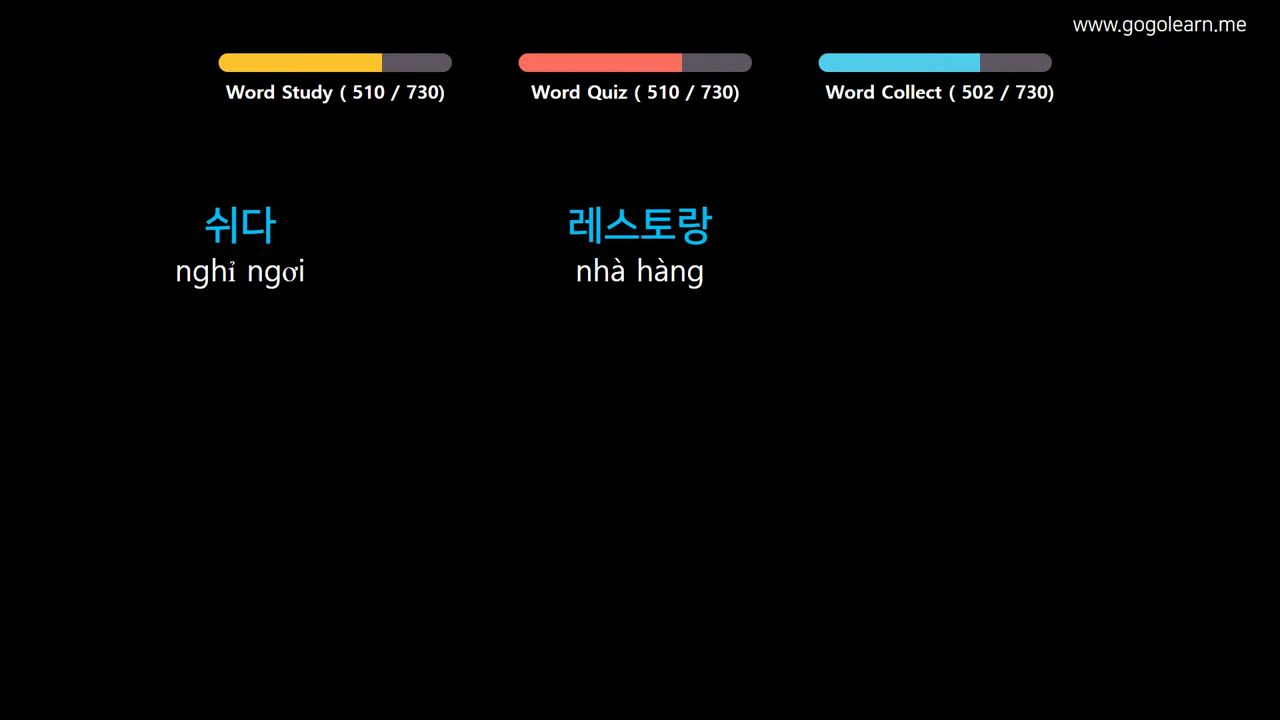 www.gogolearn.me
Word Study ( 510 / 730)
Word Quiz ( 510 / 730)
Word Collect ( 502 / 730)
쉬다
nghỉ ngơi
레스토랑
nhà hàng